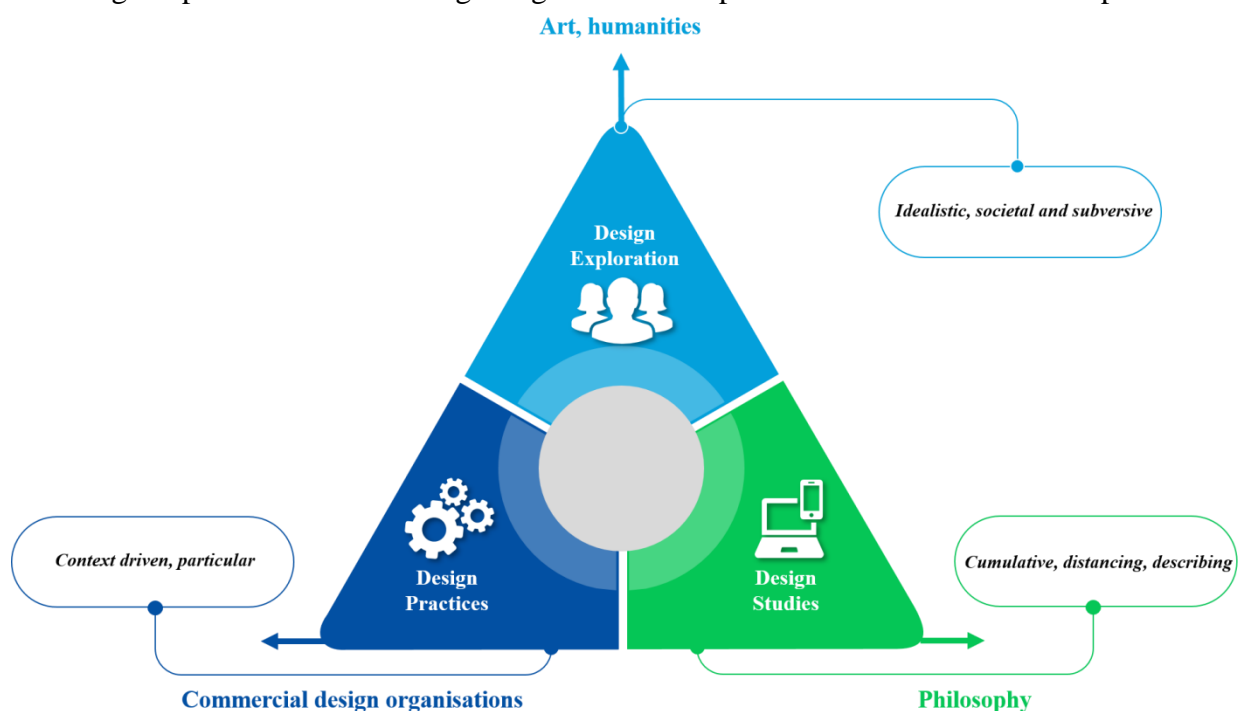 Art, humanities
Idealistic, societal and subversive
Design
Exploration
Context driven, particular
Design
Practices
Design
Studies
Cumulative, distancing, describing
Commercial design organisations
Philosophy